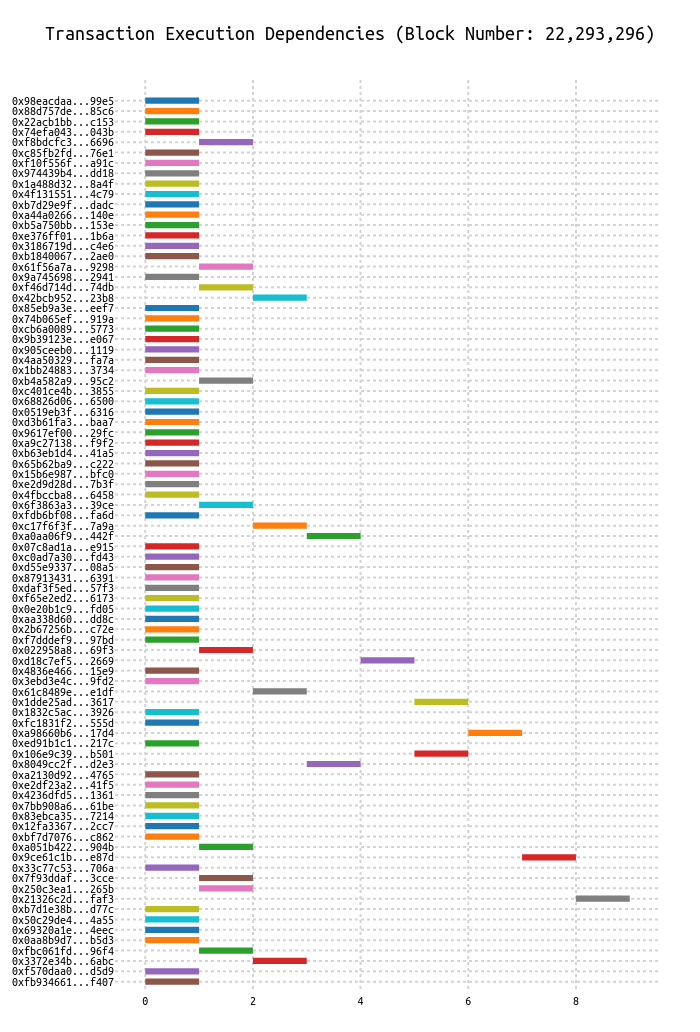 Transaction Execution Dependencies (Block Number: 22,293,296)
0x98eacdaa...99e5
0x88d757de...85c6
0x22acb1bb...c153
0x74efa043...043b
0xf8bdcfc3...6696
0xc85fb2fd...76e1
0xf10f556f...a91c
0x974439b4...dd18
0x1a488d32...8a4f
0x4f131551...4c79
0xb7d29e9f...dadc
0xa44a0266...140e
0xb5a750bb...153e
0xe376ff01...1b6a
0x3186719d...c4e6
0xb1840067...2ae0
0x61f56a7a...9298
0x9a745698...2941
0xf46d714d...74db
0x42bcb952...23b8
0x85eb9a3e...eef7
0x74b065ef...919a
0xcb6a0089...5773
0x9b39123e...e067
0x905ceeb0...1119
0x4aa50329...fa7a
0x1bb24883...3734
0xb4a582a9...95c2
0xc401ce4b...3855
0x68826d06...6500
0x0519eb3f...6316
0xd3b61fa3...baa7
0x9617ef00...29fc
0xa9c27138...f9f2
0xb63eb1d4...41a5
0x65b62ba9...c222
0x15b6e987...bfc0
0xe2d9d28d...7b3f
0x4fbccba8...6458
0x6f3863a3...39ce
0xfdb6bf08...fa6d
0xc17f6f3f...7a9a
0xa0aa06f9...442f
0x07c8ad1a...e915
0xc0ad7a30...fd43
0xd55e9337...08a5
0x87913431...6391
0xdaf3f5ed...57f3
0xf65e2ed2...6173
0x0e20b1c9...fd05
0xaa338d60...dd8c
0x2b67256b...c72e
0xf7dddef9...97bd
0x022958a8...69f3
0xd18c7ef5...2669
0x4836e466...15e9
0x3ebd3e4c...9fd2
0x61c8489e...e1df
0x1dde25ad...3617
0x1832c5ac...3926
0xfc1831f2...555d
0xa98660b6...17d4
0xed91b1c1...217c
0x106e9c39...b501
0x8049cc2f...d2e3
0xa2130d92...4765
0xe2df23a2...41f5
0x4236dfd5...1361
0x7bb908a6...61be
0x83ebca35...7214
0x12fa3367...2cc7
0xbf7d7076...c862
0xa051b422...904b
0x9ce61c1b...e87d
0x33c77c53...706a
0x7f93ddaf...3cce
0x250c3ea1...265b
0x21326c2d...faf3
0xb7d1e38b...d77c
0x50c29de4...4a55
0x69320a1e...4eec
0x0aa8b9d7...b5d3
0xfbc061fd...96f4
0x3372e34b...6abc
0xf570daa0...d5d9
0xfb934661...f407
0 2 4 6 8